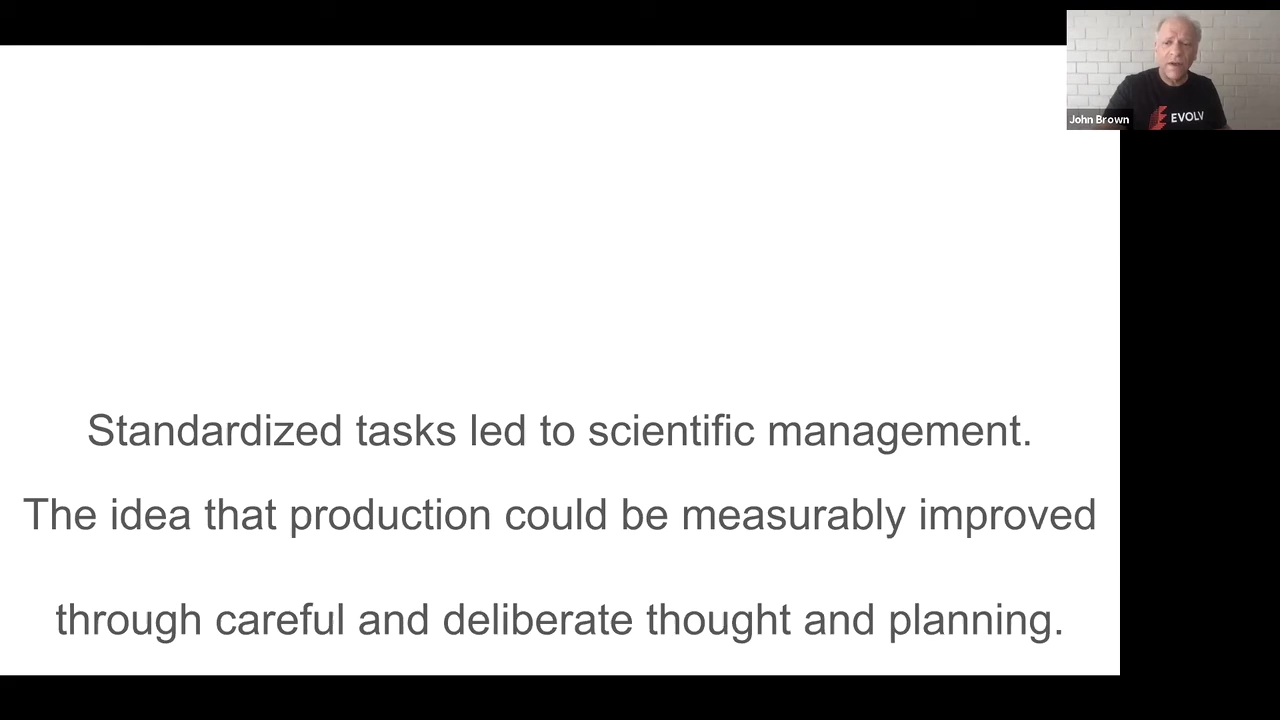 John Brown
EVOLV
Standardized tasks led to scientific management.
The idea that production could be measurably improved
through careful and deliberate thought and planning.